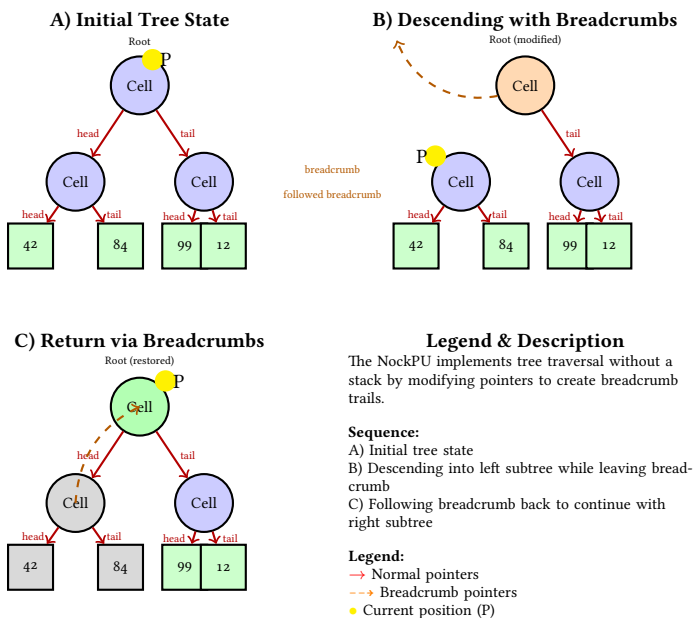 A) Initial Tree State
Root
P
Cell
head
tail
Cell
Cell
head
tail
head
tail
42
84
99
12
B) Descending with Breadcrumbs
Root (modified)
Cell
tail
breadcrumb
followed breadcrumb
P
Cell
Cell
head
tail
head
tail
42
84
99
12
C) Return via Breadcrumbs
Root (restored)
P
Cell
head
tail
Cell
Cell
head
tail
head
tail
42
84
99
12
Legend & Description
The NockPU implements tree traversal without a
stack by modifying pointers to create breadcrumb
trails.
Sequence:
A) Initial tree state
B) Descending into left subtree while leaving bread-
crumb
C) Following breadcrumb back to continue with
right subtree
Legend:
Normal pointers
Breadcrumb pointers
Current position (P)